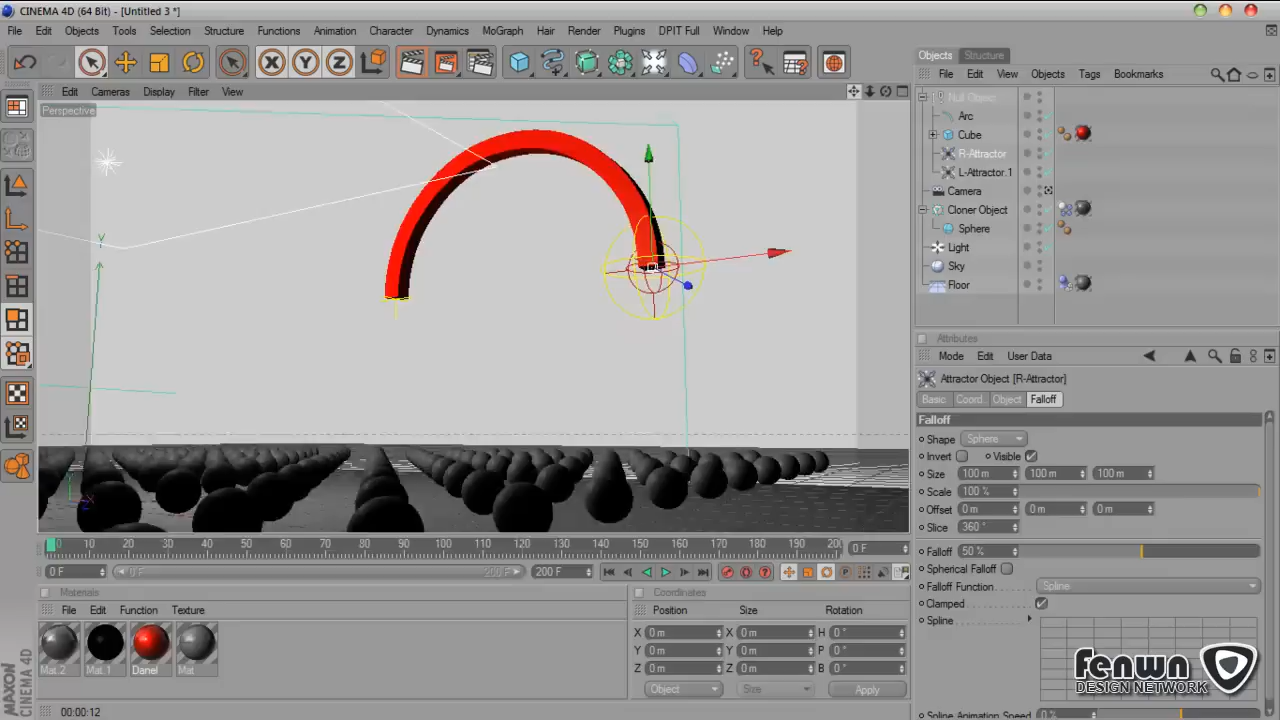 CINEMA 4D (64 Bit) - [Untitled 3 *]
File Edit Objects Tools Selection Structure Functions Animation Character Dynamics MoGraph Hair Render Plugins DPIT Full Window Help
X Y Z
Edit Cameras Display Filter View
Perspective
Y
X
Z
0 10 20 30 40 50 60 70 80 90 100 110 120 130 140 150 160 170 180 190 20
0 F
0 F
0 F
200 F
200 F
Materials
File Edit Function Texture
Mat.2 Mat.1 Danel Mat
Coordinates
Position Size Rotation
X 0 m X 0 m H 0 °
Y 0 m Y 0 m P 0 °
Z 0 m Z 0 m B 0 °
Object Size Apply
MAXON
CINEMA 4D
00:00:12
Objects Structure
File Edit View Objects Tags Bookmarks
Null Object
Arc
Cube
R-Attractor
L-Attractor.1
Camera
Cloner Object
Sphere
Light
Sky
Floor
Attributes
Mode Edit User Data
Attractor Object [R-Attractor]
Basic Coord. Object Falloff
Falloff
Shape Sphere
Invert Visible
Size 100 m 100 m 100 m
Scale 100 %
Offset 0 m 0 m 0 m
Slice 360 °
Falloff 50 %
Spherical Falloff
Falloff Function Spline
Clamped
Spline
Spline Animation Speed 0 %
fenwn
DESIGN NETWORK